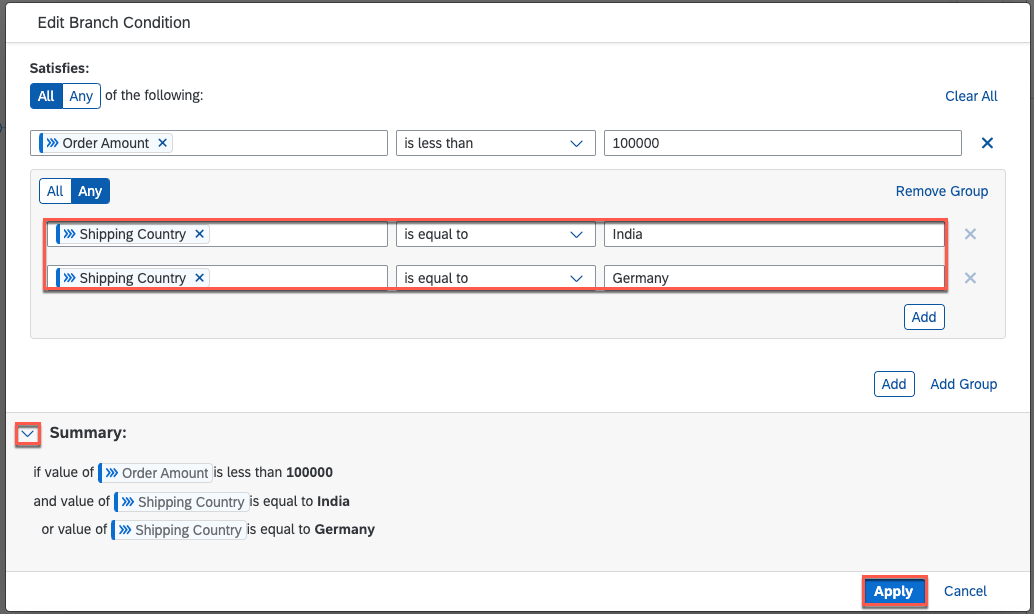 Edit Branch Condition
Satisfies:
All Any of the following: Clear All
Order Amount is less than 100000
All Any Remove Group
Shipping Country is equal to India
Shipping Country is equal to Germany
Add
Add Add Group
Summary:
if value of Order Amount is less than 100000
and value of Shipping Country is equal to India
or value of Shipping Country is equal to Germany
Apply Cancel